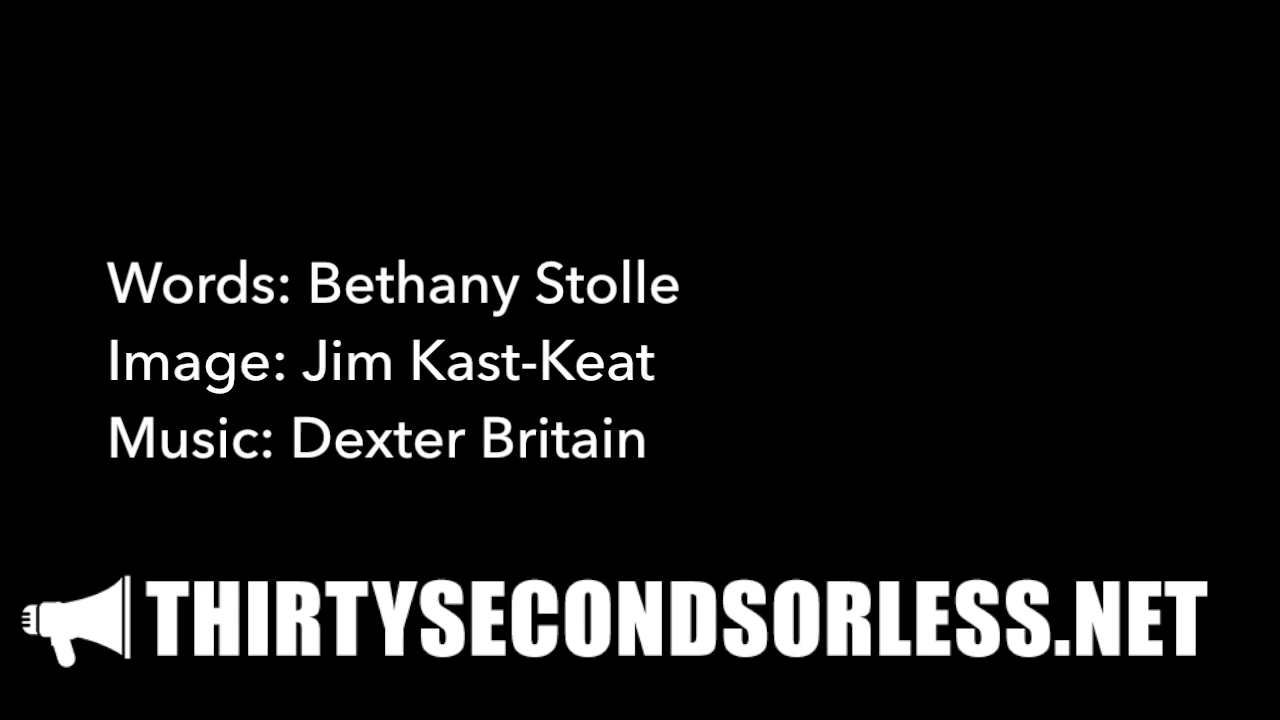 Words: Bethany Stolle
Image: Jim Kast-Keat
Music: Dexter Britain
THIRTYSECONDSORLESS.NET